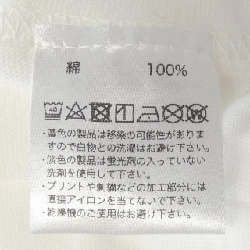 綿 100%
・濃色の製品は移染の可能性があり
ますので白物との洗濯はお避け下さい。
・淡色の製品は蛍光剤の入っていない
洗剤を使用して下さい。
・プリントや刺繍などの加工部分には
直接アイロンを当てないで下さい。
・乾燥機のご使用はお避け下さい。